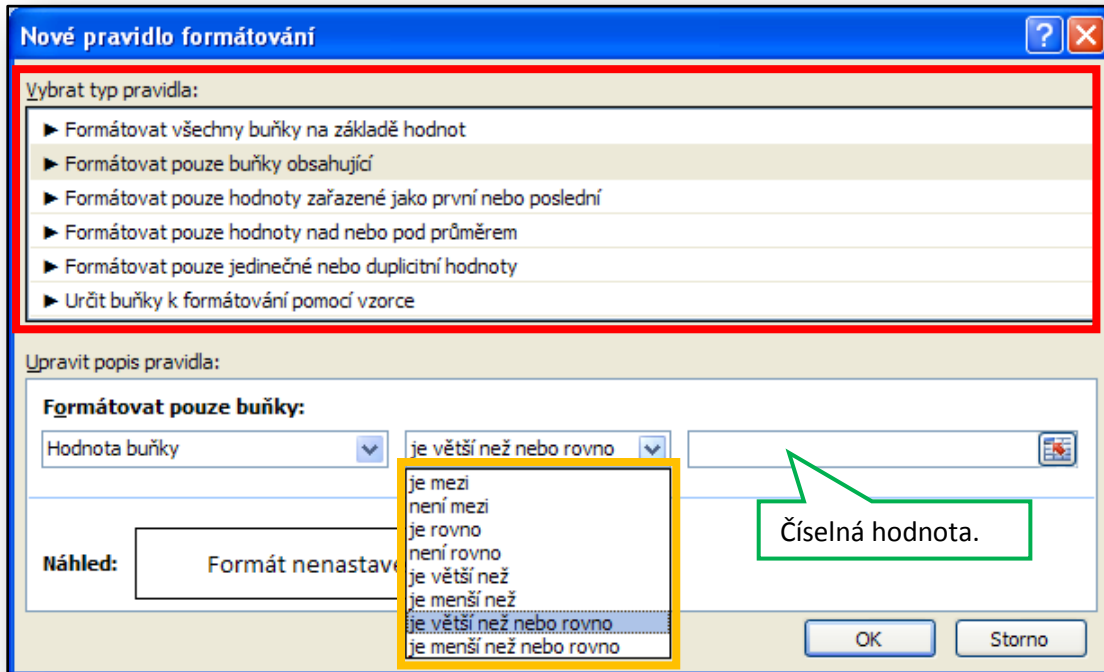 Nové pravidlo formátování
Vybrat typ pravidla:
► Formátovat všechny buňky na základě hodnot
► Formátovat pouze buňky obsahující
► Formátovat pouze hodnoty zařazené jako první nebo poslední
► Formátovat pouze hodnoty nad nebo pod průměrem
► Formátovat pouze jedinečné nebo duplicitní hodnoty
► Určit buňky k formátování pomocí vzorce
Upravit popis pravidla:
Formátovat pouze buňky:
Hodnota buňky
je větší než nebo rovno
je mezi
není mezi
je rovno
není rovno
je větší než
je menší než
je větší než nebo rovno
je menší než nebo rovno
Číselná hodnota.
Náhled:
Formát nenastave
OK
Storno